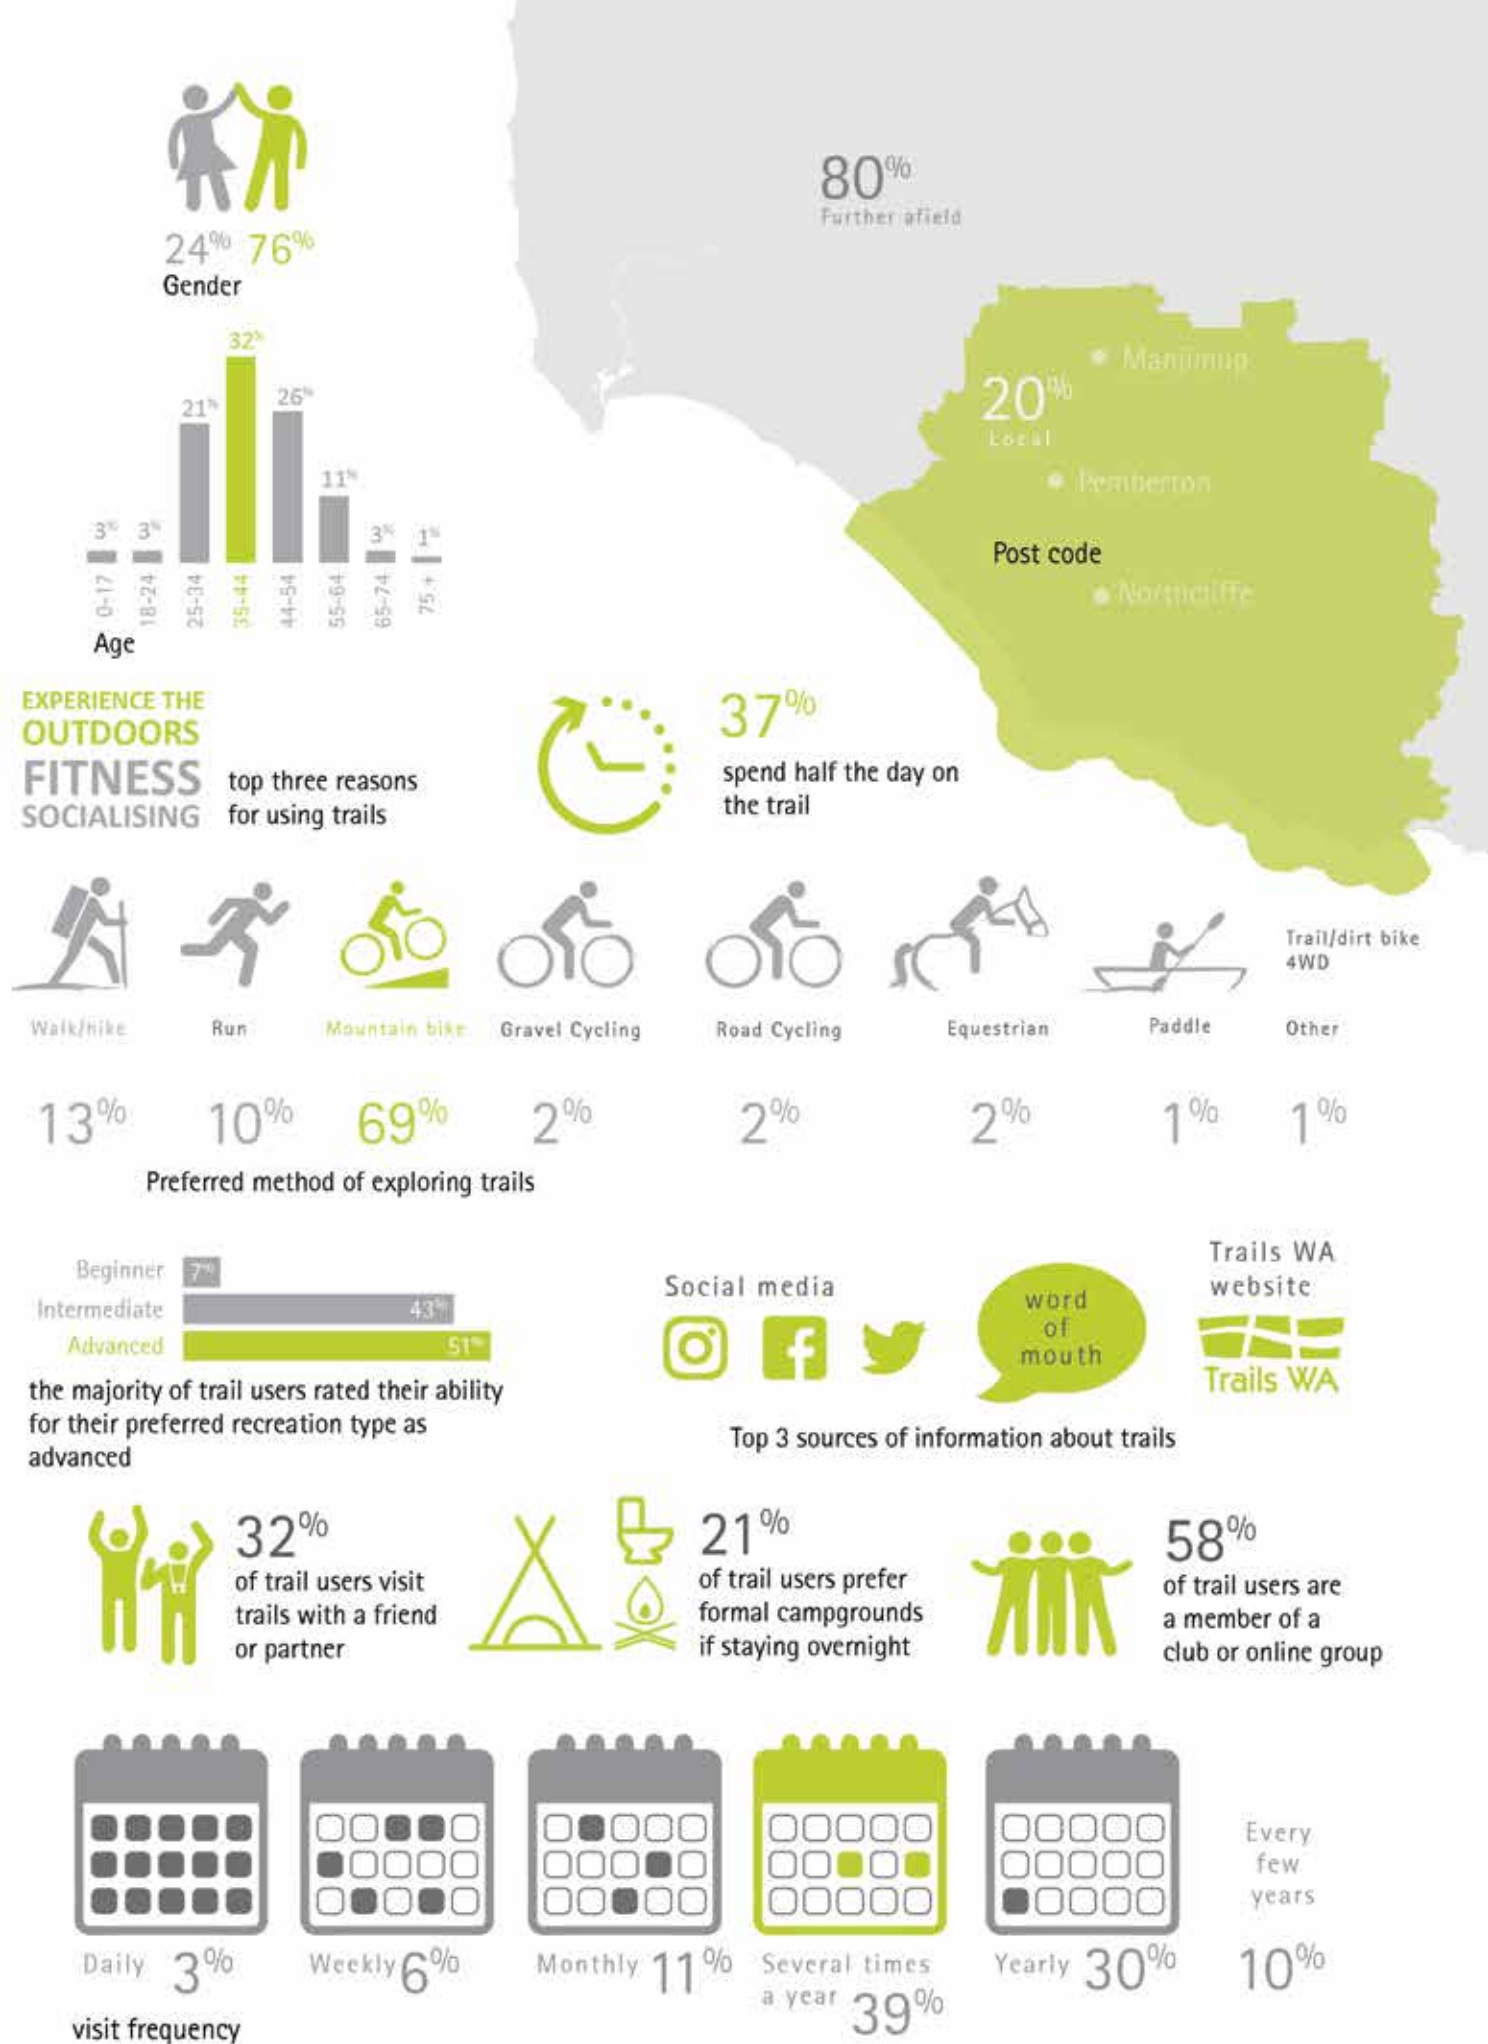 80%
Further afield
24% 76%
Gender
32%
26%
21%
11%
3% 3% 3% 1%
0-17 18-24 25-34 35-44 44-54 55-64 65-74 75 +
Age
Manjimup
20%
Local
Pemberton
Post code
Northcliffe
EXPERIENCE THE
OUTDOORS
FITNESS
SOCIALISING
top three reasons
for using trails
37%
spend half the day on
the trail
Trail/dirt bike
4WD
Walk/hike Run Mountain bike Gravel Cycling Road Cycling Equestrian Paddle Other
13% 10% 69% 2% 2% 2% 1% 1%
Preferred method of exploring trails
Beginner 7%
Intermediate 43%
Advanced 51%
the majority of trail users rated their ability
for their preferred recreation type as
advanced
Social media
word
of
mouth
Trails WA
website
Trails WA
Top 3 sources of information about trails
32%
of trail users visit
trails with a friend
or partner
21%
of trail users prefer
formal campgrounds
if staying overnight
58%
of trail users are
a member of a
club or online group
Daily 3%
Weekly 6%
Monthly 11%
Several times
a year 39%
Yearly 30%
Every
few
years
10%
visit frequency